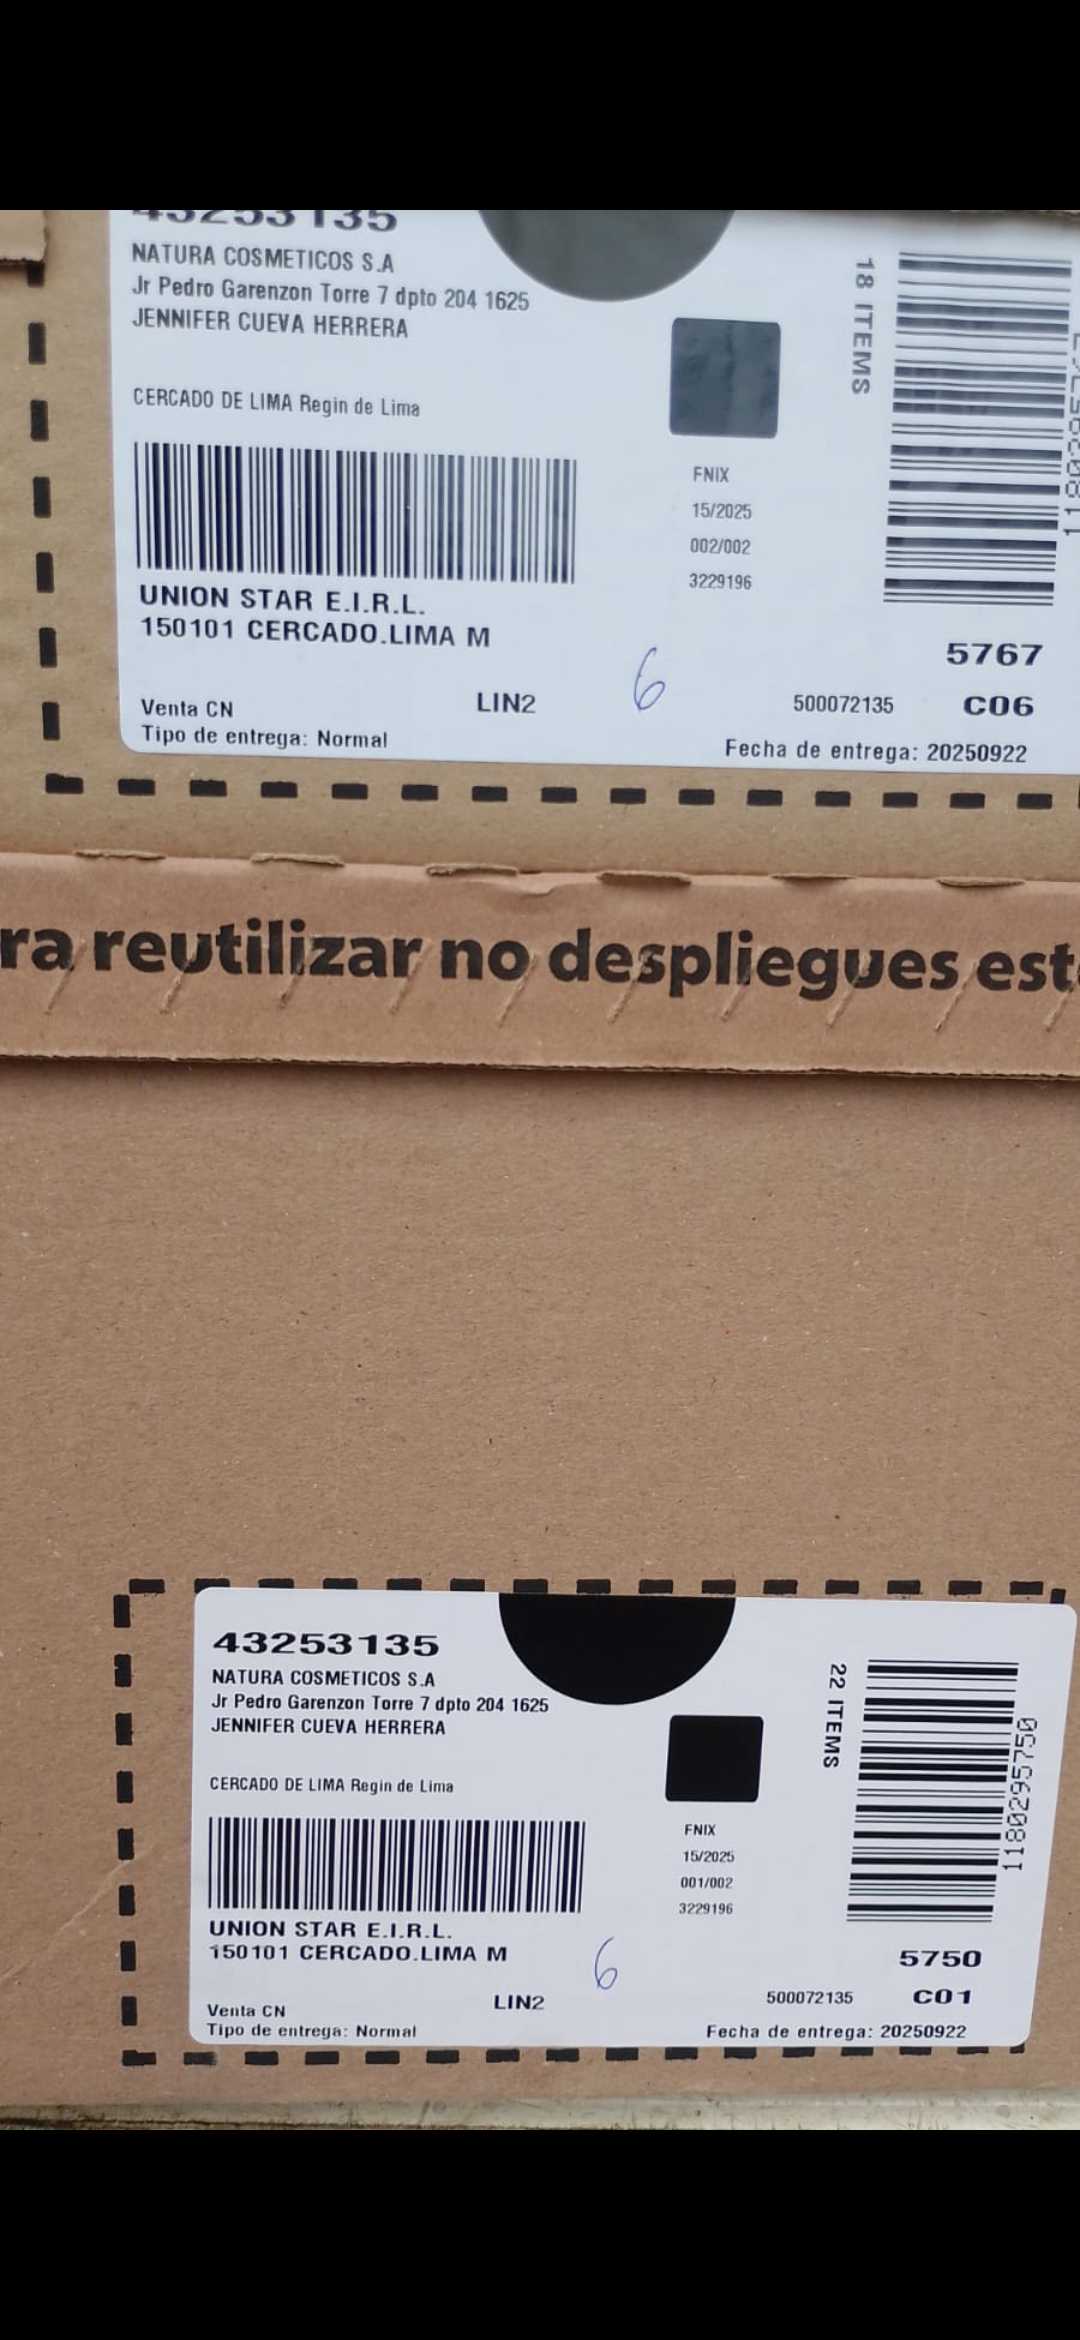 43253135
NATURA COSMETICOS S.A
Jr Pedro Garenzon Torre 7 dpto 204 1625
JENNIFER CUEVA HERRERA
18 ITEMS
CERCADO DE LIMA Regin de Lima
FNIX
15/2025
002/002
3229196
UNION STAR E.I.R.L.
150101 CERCADO.LIMA M
5767
6
Venta CN LIN2 500072135 C06
Tipo de entrega: Normal Fecha de entrega: 20250922
ra reutilizar no despliegues est
43253135
NATURA COSMETICOS S.A
Jr Pedro Garenzon Torre 7 dpto 204 1625
JENNIFER CUEVA HERRERA
22 ITEMS
1180295750
CERCADO DE LIMA Regin de Lima
FNIX
15/2025
001/002
3229196
UNION STAR E.I.R.L.
150101 CERCADO.LIMA M
5750
6
Venta CN LIN2 500072135 C01
Tipo de entrega: Normal Fecha de entrega: 20250922